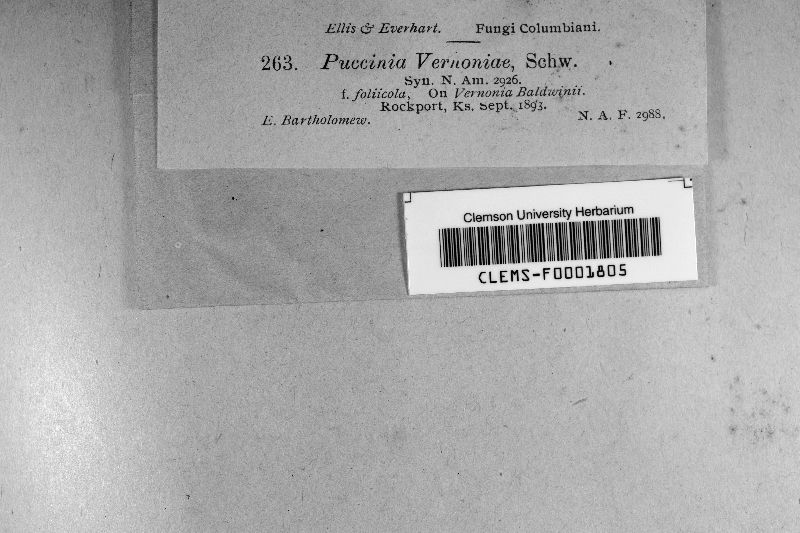 Ellis & Everhart. Fungi Columbiani.
263. Puccinia Vernoniae, Schw.
Syn. N. Am. 2926.
f. foliicola, On Vernonia Baldwinii.
Rockport, Ks. Sept. 1893.
E. Bartholomew. N. A. F. 2988.
Clemson University Herbarium
CLEMS-F0001805